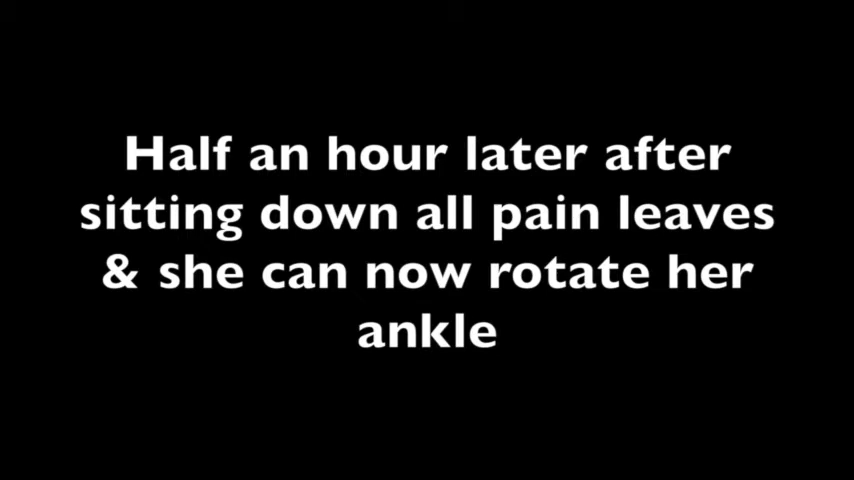 Half an hour later after
sitting down all pain leaves
& she can now rotate her
ankle